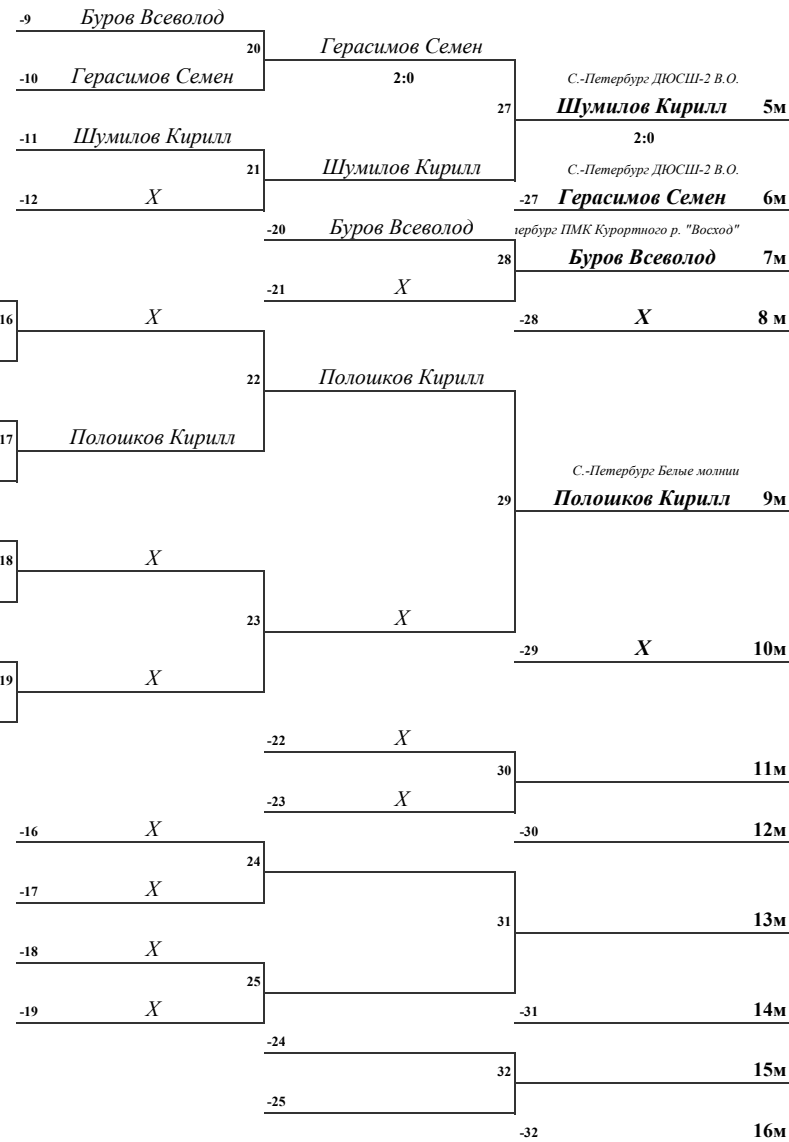 -9 Буров Всеволод
20 Герасимов Семен
-10 Герасимов Семен 2:0 С.-Петербург ДЮСШ-2 В.О.
27 Шумилов Кирилл 5м
-11 Шумилов Кирилл 2:0
21 Шумилов Кирилл С.-Петербург ДЮСШ-2 В.О.
-12 X -27 Герасимов Семен 6м
-20 Буров Всеволод ПМК Курортного р. "Восход"
28 Буров Всеволод 7м
-21 X
16 X -28 X 8 м
22 Полошков Кирилл
17 Полошков Кирилл
С.-Петербург Белые молнии
29 Полошков Кирилл 9м
18 X
23 X
-29 X 10м
19 X
-22 X
30 11м
-23 X
-16 X -30 12м
24
-17 X
31 13м
-18 X
25
-19 X -31 14м
-24
32 15м
-25
-32 16м